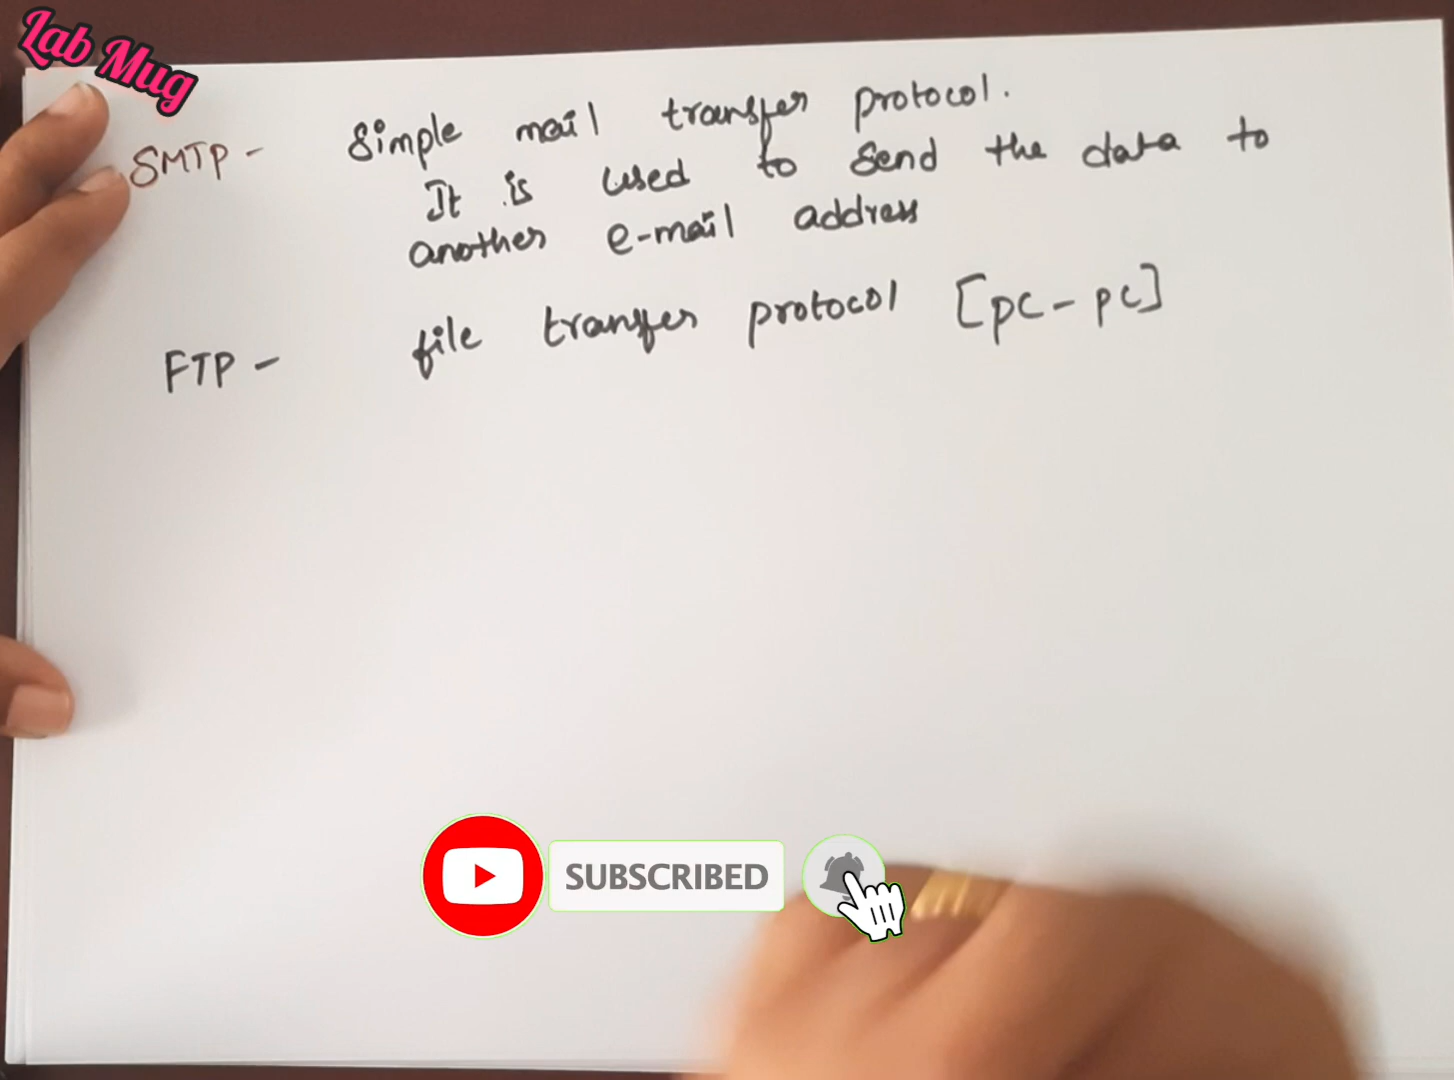 Lab Mug
SMTP - Simple mail transfer protocol.
It is used to send the data to
another e-mail address
FTP - file transfer protocol [pc - pc]
SUBSCRIBED